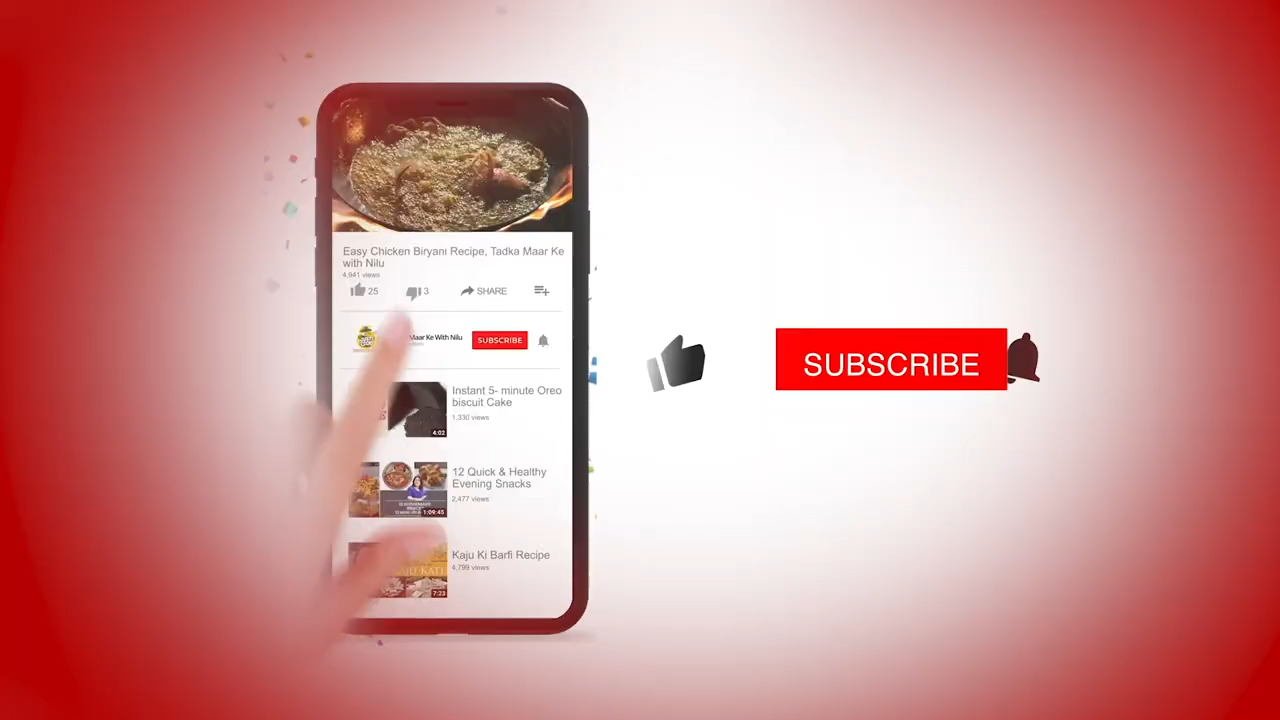 Easy Chicken Biryani Recipe, Tadka Maar Ke
with Nilu
4,941 views
25
3
SHARE
Maar Ke With Nilu
SUBSCRIBE
SUBSCRIBE
Instant 5- minute Oreo
biscuit Cake
1,330 views
4:02
12 Quick & Healthy
Evening Snacks
2,477 views
1:09:45
Kaju Ki Barfi Recipe
4,799 views
7:23